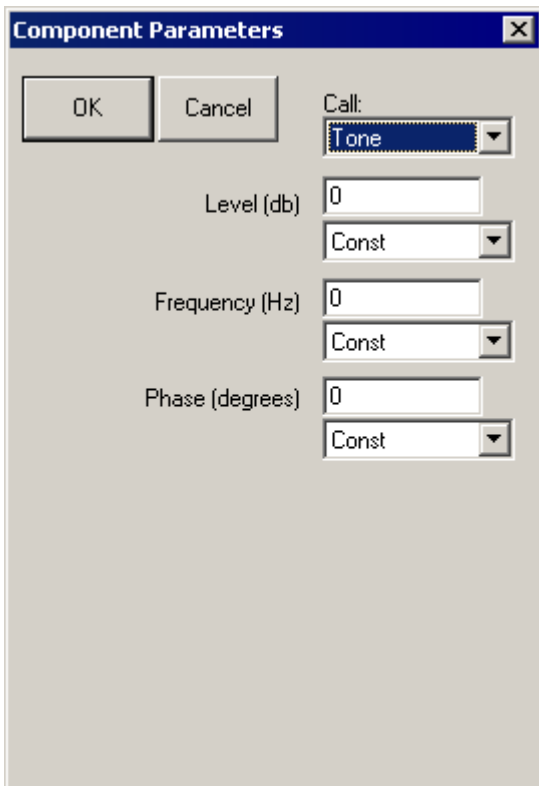 Component Parameters
OK Cancel Call:
Tone
Level (db) 0
Const
Frequency (Hz) 0
Const
Phase (degrees) 0
Const